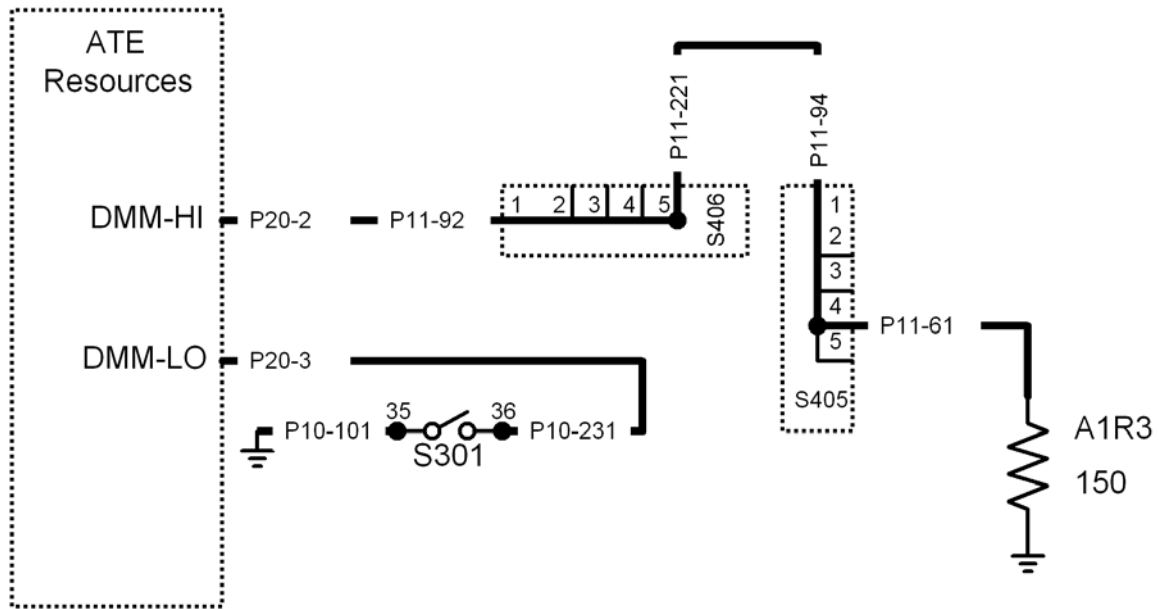 ATE
Resources
P11-221
P11-94
DMM-HI P20-2 P11-92 1 2 3 4 5 S406
1
2
3
4
5
P11-61
S405
DMM-LO P20-3
P10-101 35 36 P10-231
S301
A1R3
150